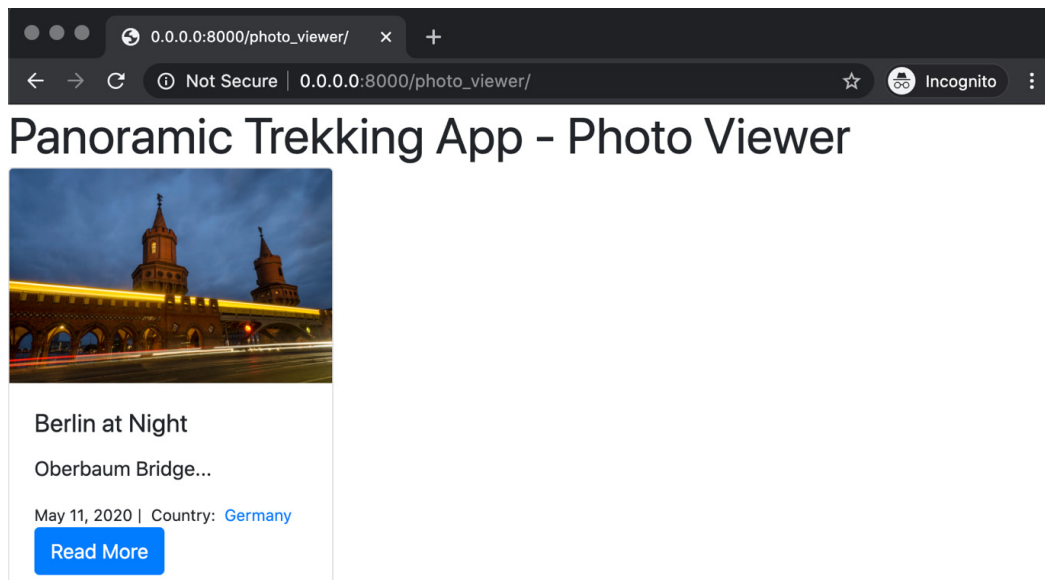 0.0.0.0:8000/photo_viewer/
Not Secure | 0.0.0.0:8000/photo_viewer/
Incognito
Panoramic Trekking App - Photo Viewer
Berlin at Night
Oberbaum Bridge...
May 11, 2020 | Country: Germany
Read More